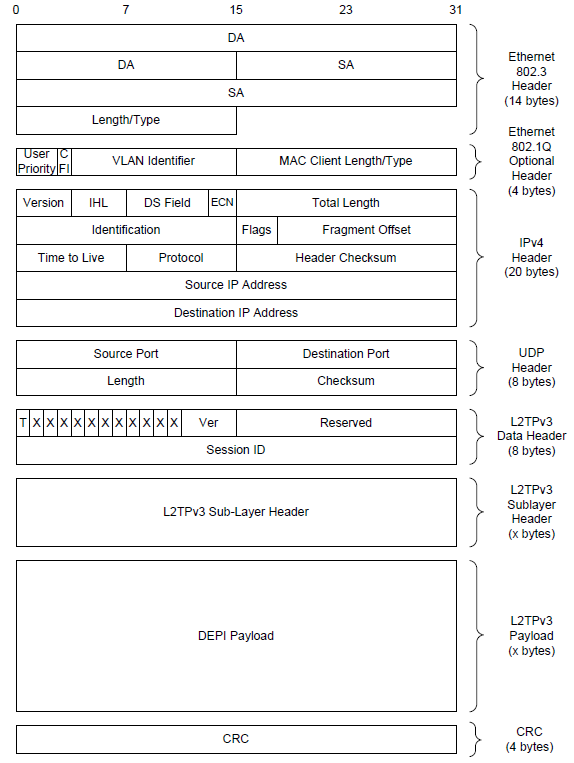 0 7 15 23 31
DA
DA SA
SA
Length/Type
Ethernet
802.3
Header
(14 bytes)
User
Priority
C
FI
VLAN Identifier
MAC Client Length/Type
Ethernet
802.1Q
Optional
Header
(4 bytes)
Version IHL DS Field ECN Total Length
Identification Flags Fragment Offset
Time to Live Protocol Header Checksum
Source IP Address
Destination IP Address
IPv4
Header
(20 bytes)
Source Port Destination Port
Length Checksum
UDP
Header
(8 bytes)
T X X X X X X X X X X X Ver Reserved
Session ID
L2TPv3
Data Header
(8 bytes)
L2TPv3 Sub-Layer Header
L2TPv3
Sublayer
Header
(x bytes)
DEPI Payload
L2TPv3
Payload
(x bytes)
CRC
CRC
(4 bytes)